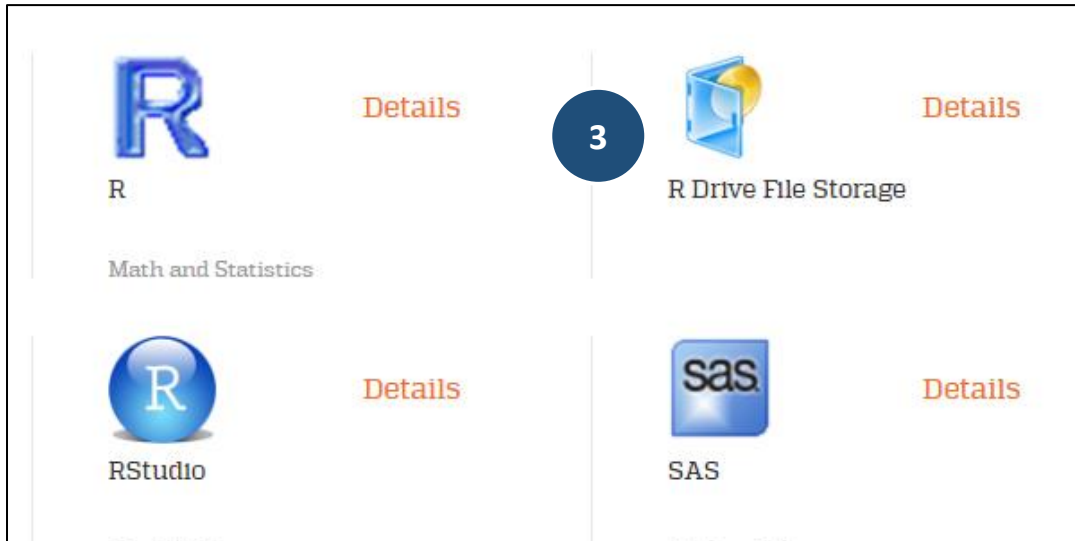 R Details
3
Details
R
R Drive File Storage
Math and Statistics
R Details
sas Details
RStudio
SAS